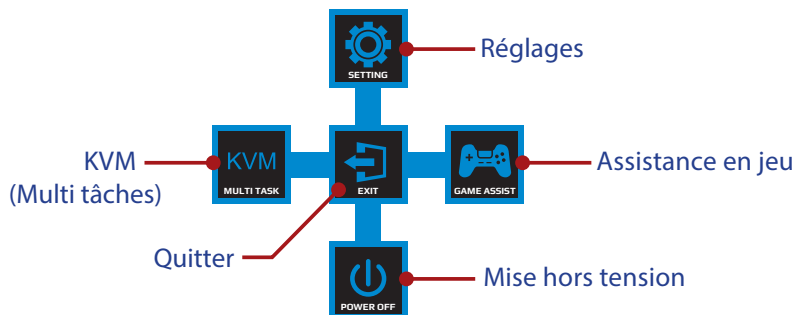 SETTING
Réglages
KVM
(Multi tâches)
KVM
MULTI TASK
EXIT
GAME ASSIST
Assistance en jeu
Quitter
POWER OFF
Mise hors tension